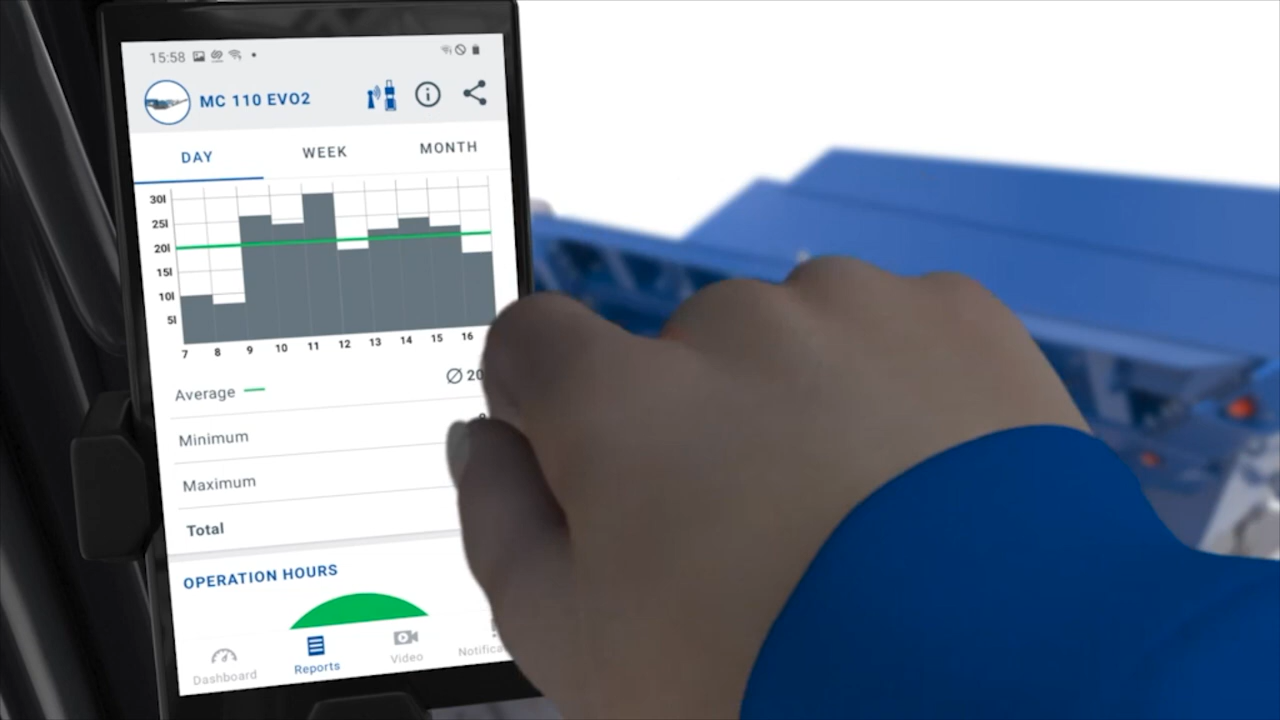 15:58
MC 110 EVO2
DAY WEEK MONTH
30l
25l
20l
15l
10l
5l
7 8 9 10 11 12 13 14 15 16
Average Ø 20
Minimum
Maximum
Total
OPERATION HOURS
Dashboard Reports Video